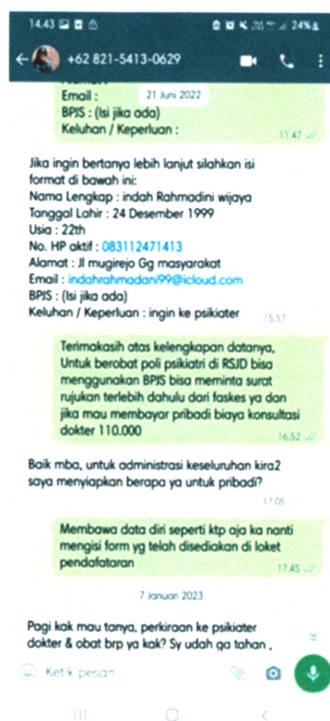 14.43
24%
+62 821-5413-0629
21 Juni 2022
Email :
BPJS : (Isi jika ada)
Keluhan / Keperluan :
11.47
Jika ingin bertanya lebih lanjut silahkan isi
format di bawah ini:
Nama Lengkap : indah Rahmadini wijaya
Tanggal Lahir : 24 Desember 1999
Usia : 22th
No. HP aktif : 083112471413
Alamat : Jl mugirejo Gg masyarakat
Email : indahrahmadani99@icloud.com
BPJS : (Isi jika ada)
Keluhan / Keperluan : ingin ke psikiater
15.57
Terimakasih atas kelengkapan datanya,
Untuk berobat poli psikiatri di RSJD bisa
menggunakan BPJS bisa meminta surat
rujukan terlebih dahulu dari faskes ya dan
jika mau membayar pribadi biaya konsultasi
dokter 110.000
16.52
Baik mba, untuk administrasi keseluruhan kira2
saya menyiapkan berapa ya untuk pribadi?
17.05
Membawa data diri seperti ktp aja ka nanti
mengisi form yg telah disediakan di loket
pendafataran
17.45
7 Januari 2023
Pagi kak mau tanya, perkiraan ke psikiater
dokter & obat brp ya kak? Sy udah ga tahan ,
Ketik pesan